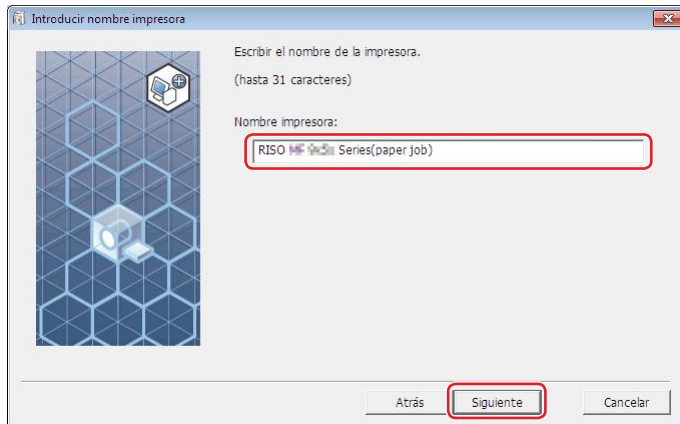 Introducir nombre impresora
Escribir el nombre de la impresora.
(hasta 31 caracteres)
Nombre impresora:
RISO Series(paper job)
Atrás Siguiente Cancelar